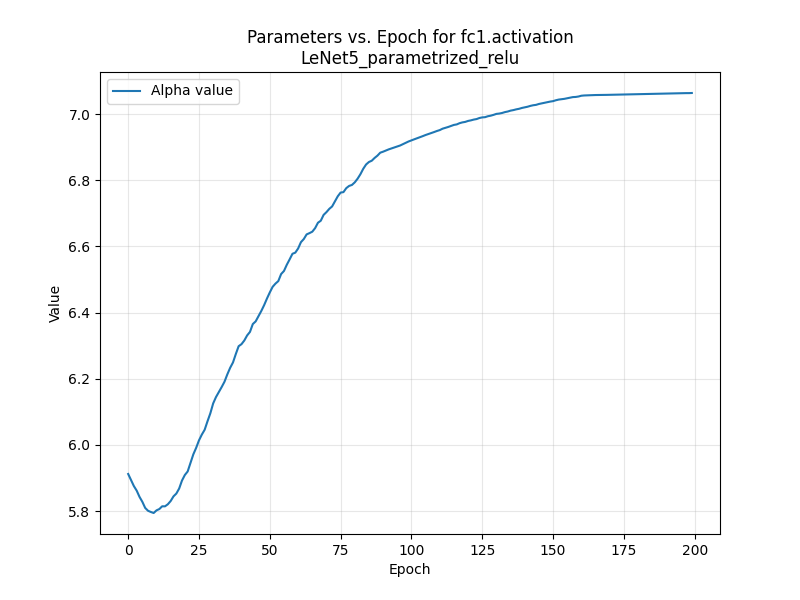 Parameters vs. Epoch for fc1.activation
LeNet5_parametrized_relu
Alpha value
7.0
6.8
6.6
6.4
6.2
6.0
5.8
Value
0 25 50 75 100 125 150 175 200
Epoch